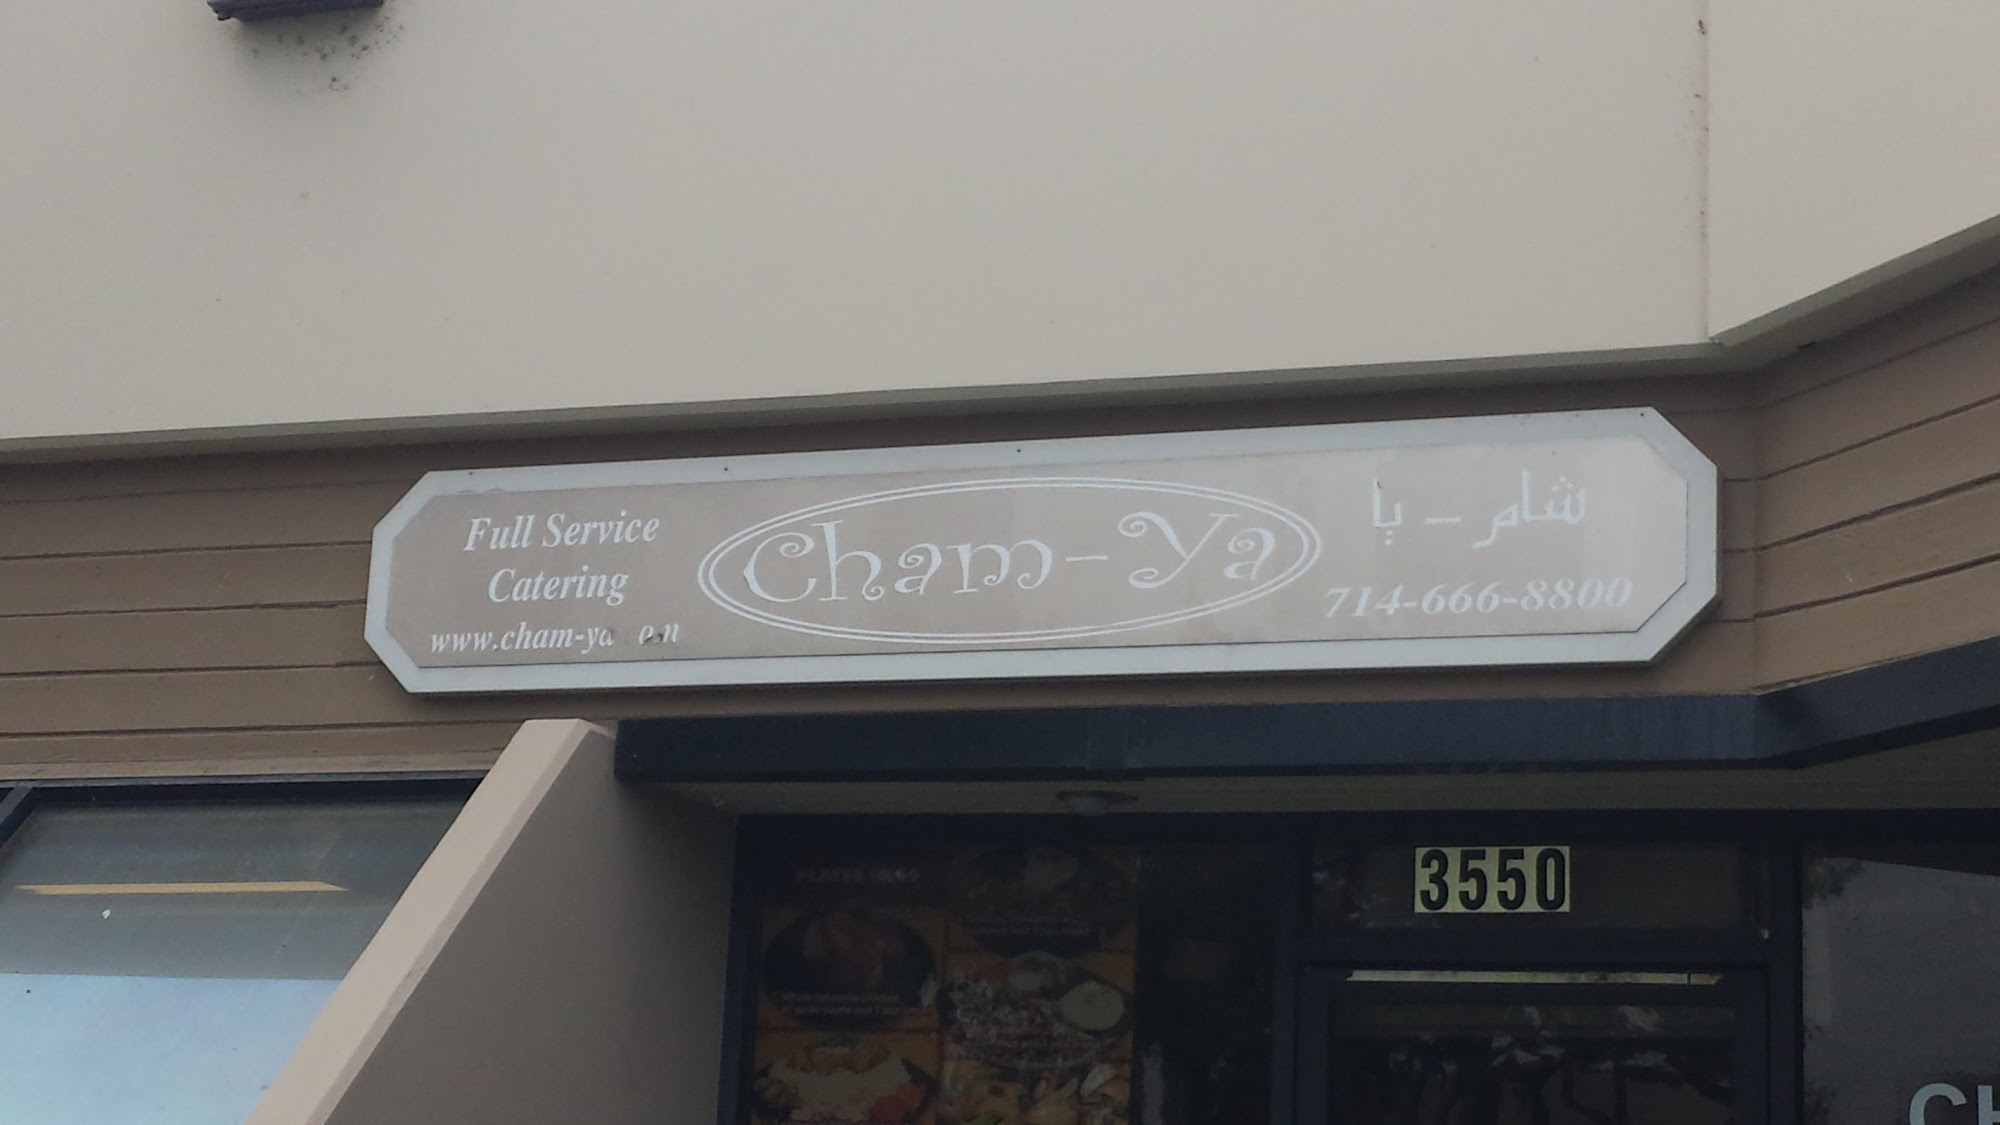 Full Service
Catering
www.cham-ya
Cham-Ya
شام - يا
714-666-8800
3550